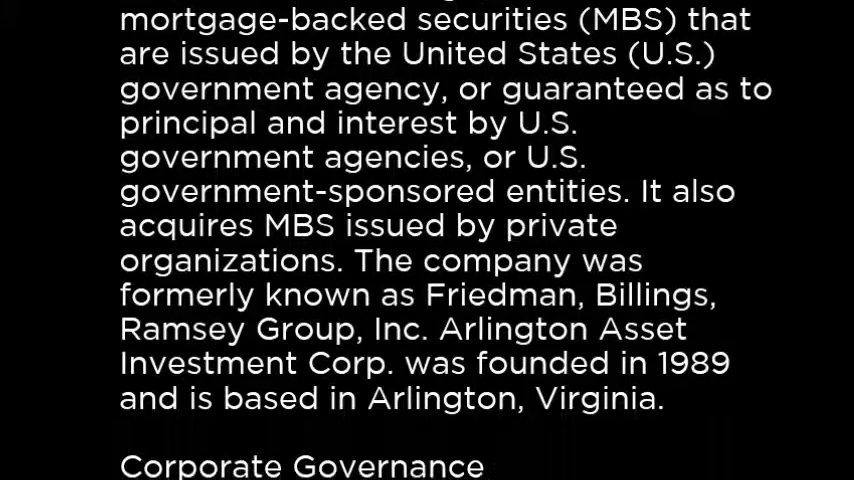 mortgage-backed securities (MBS) that
are issued by the United States (U.S.)
government agency, or guaranteed as to
principal and interest by U.S.
government agencies, or U.S.
government-sponsored entities. It also
acquires MBS issued by private
organizations. The company was
formerly known as Friedman, Billings,
Ramsey Group, Inc. Arlington Asset
Investment Corp. was founded in 1989
and is based in Arlington, Virginia.
Corporate Governance